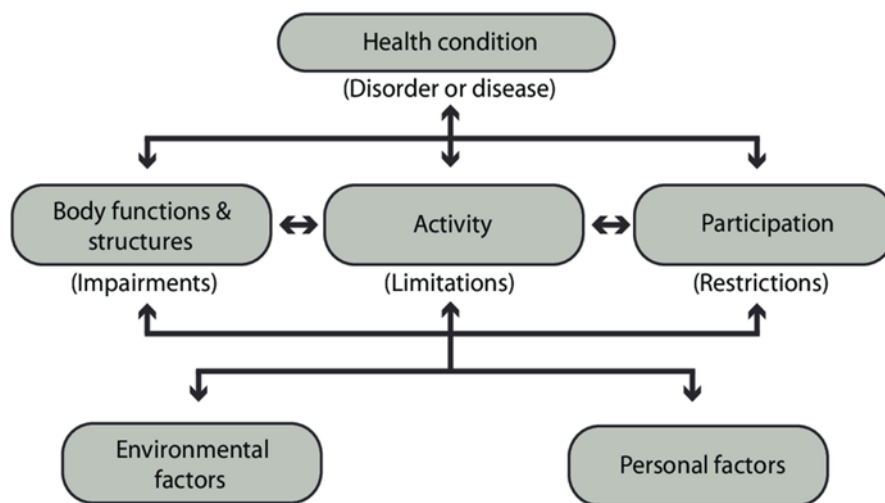 Health condition
(Disorder or disease)
Body functions &
structures
Activity
Participation
(Impairments)
(Limitations)
(Restrictions)
Environmental
factors
Personal factors